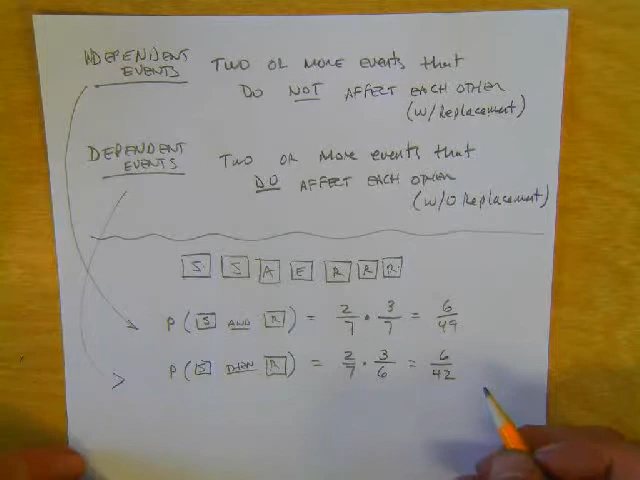 INDEPENDENT EVENTS TWO OR MORE EVENTS that
DO NOT AFFECT EACH OTHER
(w/Replacement)
DEPENDENT EVENTS TWO OR MORE EVENTS that
DO AFFECT EACH OTHER
(w/o Replacement)
S S A E R R R
P(S AND R) = 2/7 · 3/7 = 6/49
P(S THEN R) = 2/7 · 3/6 = 6/42